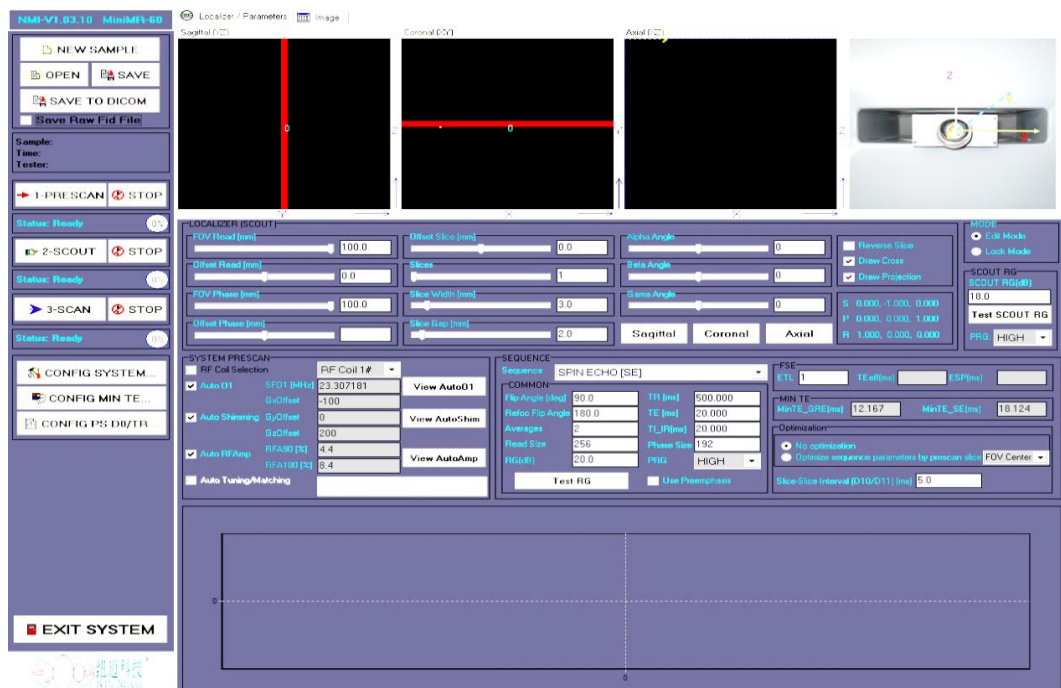 NMI-V1.03.10 MiniMR-60
Localizer / Parameters Image
NEW SAMPLE
OPEN SAVE
SAVE TO DICOM
Save Raw Fid File
Sample:
Time:
Tester:
1-PRESCAN STOP
Status: Ready 0%
2-SCOUT STOP
Status: Ready 0%
3-SCAN STOP
Status: Ready 0%
CONFIG SYSTEM...
CONFIG MIN TE...
CONFIG PS D0/TR...
EXIT SYSTEM
Sagittal [YZ] Coronal [XY] Axial [XZ]
0 0
Z Y Z
Y X X
Z
LOCALIZER (SCOUT)
FOV Read [mm] 100.0
Offset Read [mm] 0.0
FOV Phase [mm] 100.0
Offset Phase [mm]
Offset Slice [mm] 0.0
Slices 1
Slice Width [mm] 3.0
Slice Gap [mm] 2.0
Alpha Angle 0
Beta Angle 0
Gama Angle 0
Sagittal Coronal Axial
Reverse Slice
Draw Cross
Draw Projection
S 0.000, -1.000, 0.000
P 0.000, 0.000, 1.000
R 1.000, 0.000, 0.000
MODE
Edit Mode
Lock Mode
SCOUT RG
SCOUT RG(dB)
18.0
Test SCOUT RG
PRG: HIGH
SYSTEM PRESCAN
RF Coil Selection RF Coil 1#
Auto O1 SFO1 [MHz] 23.307181 View AutoO1
GxOffset -100
Auto Shimming GyOffset 0 View AutoShim
GzOffset 200
Auto RFAmp RFA90 [%] 4.4 View AutoAmp
RFA180 [%] 8.4
Auto Tuning/Matching
SEQUENCE
Sequence SPIN ECHO [SE]
COMMON
Flip Angle [deg] 90.0 TR [ms] 500.000
Refoc Flip Angle 180.0 TE [ms] 20.000
Averages 2 TI_IR[ms] 20.000
Read Size 256 Phase Size 192
RG(dB) 20.0 PRG HIGH
Test RG Use Preemphasis
FSE
ETL 1 TEeff(ms) ESP(ms)
MIN TE
MinTE_GRE(ms) 12.167 MinTE_SE(ms) 18.124
Optimization
No optimization
Optimize sequence parameters by prescan slice FOV Center
Slice-Slice Interval (D10/D11) [ms] 5.0
0
0